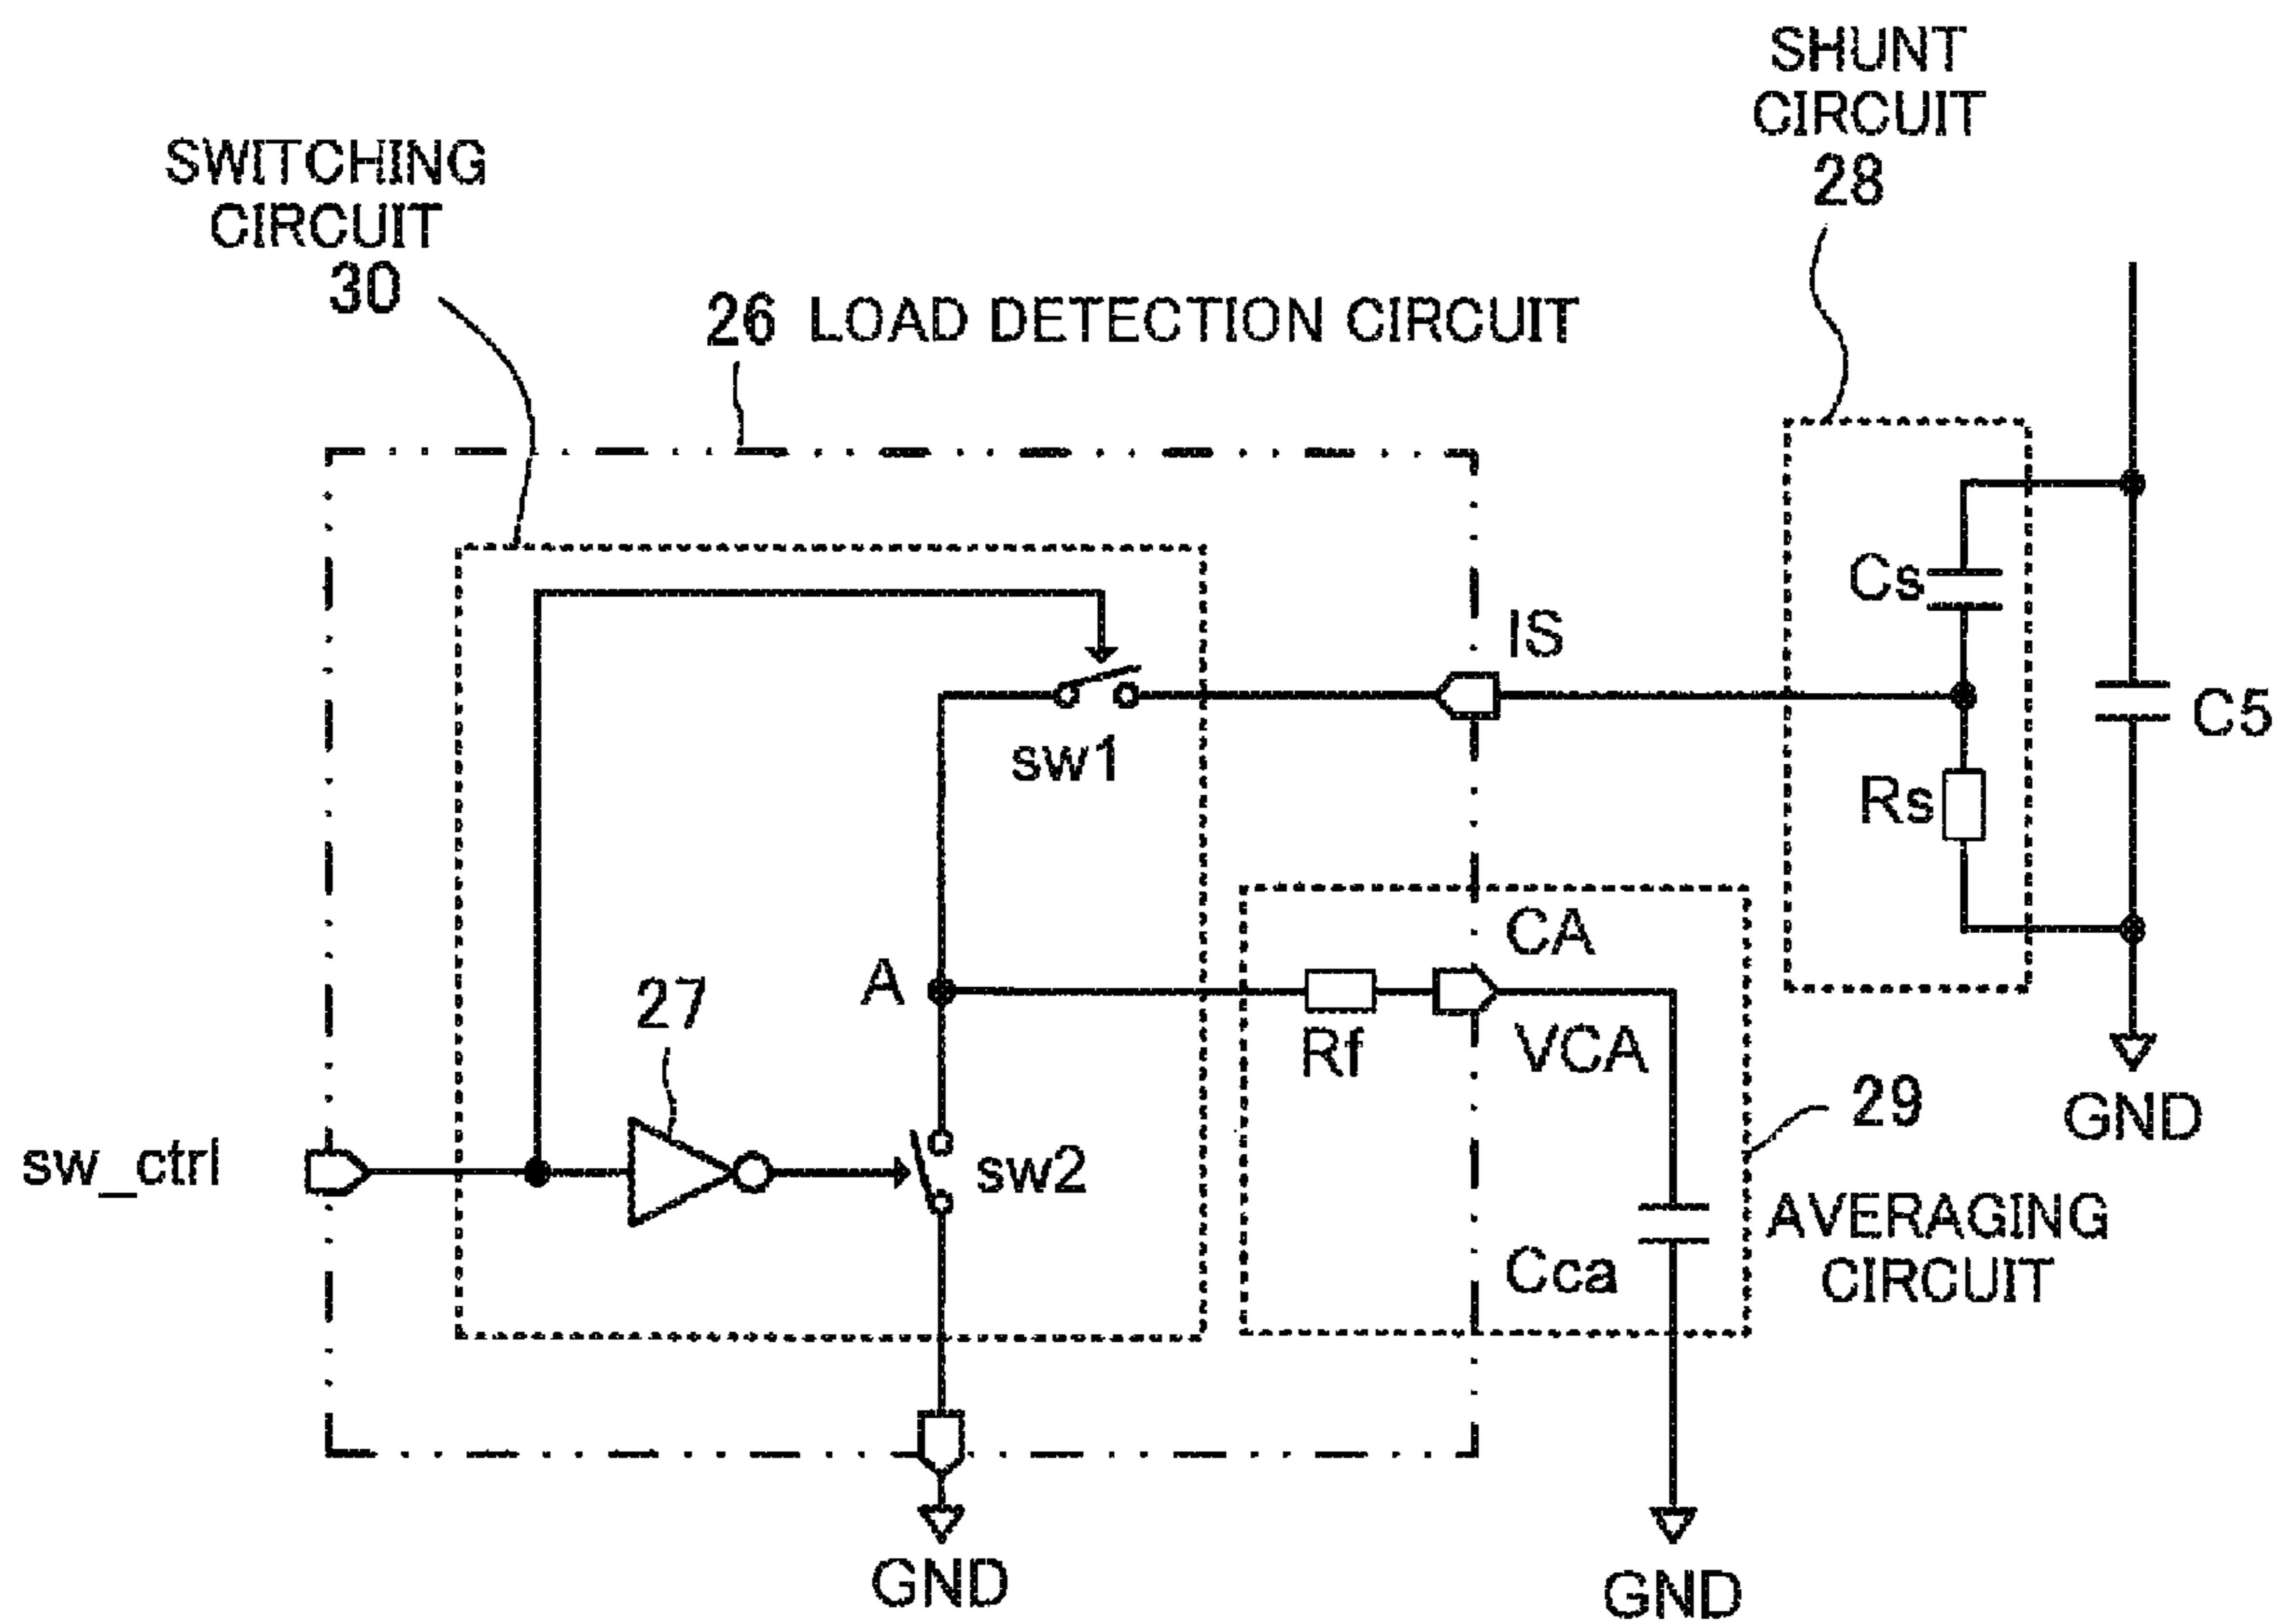 SHUNT
CIRCUIT
28
SWITCHING
CIRCUIT
30
26 LOAD DETECTION CIRCUIT
Cs
IS
C5
sw1
Rs
CA
A
27
Rf
VCA
29
GND
sw_ctrl
sw2
AVERAGING
CIRCUIT
Cca
GND
GND